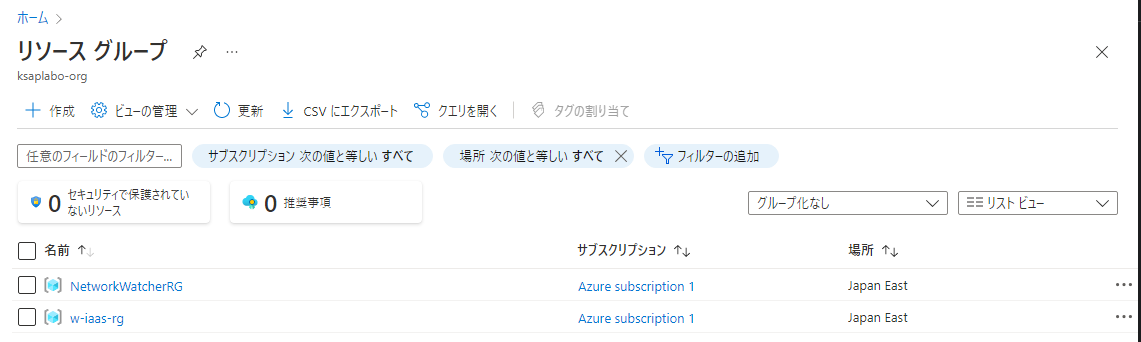 ホーム
リソース グループ
ksaplabo-org
作成 ビューの管理 更新 CSV にエクスポート クエリを開く タグの割り当て
任意のフィールドのフィルター... サブスクリプション 次の値と等しい すべて 場所 次の値と等しい すべて フィルターの追加
0 セキュリティで保護されてい
ないリソース
0 推奨事項
グループ化なし リスト ビュー
名前 サブスクリプション 場所
NetworkWatcherRG Azure subscription 1 Japan East
w-iaas-rg Azure subscription 1 Japan East